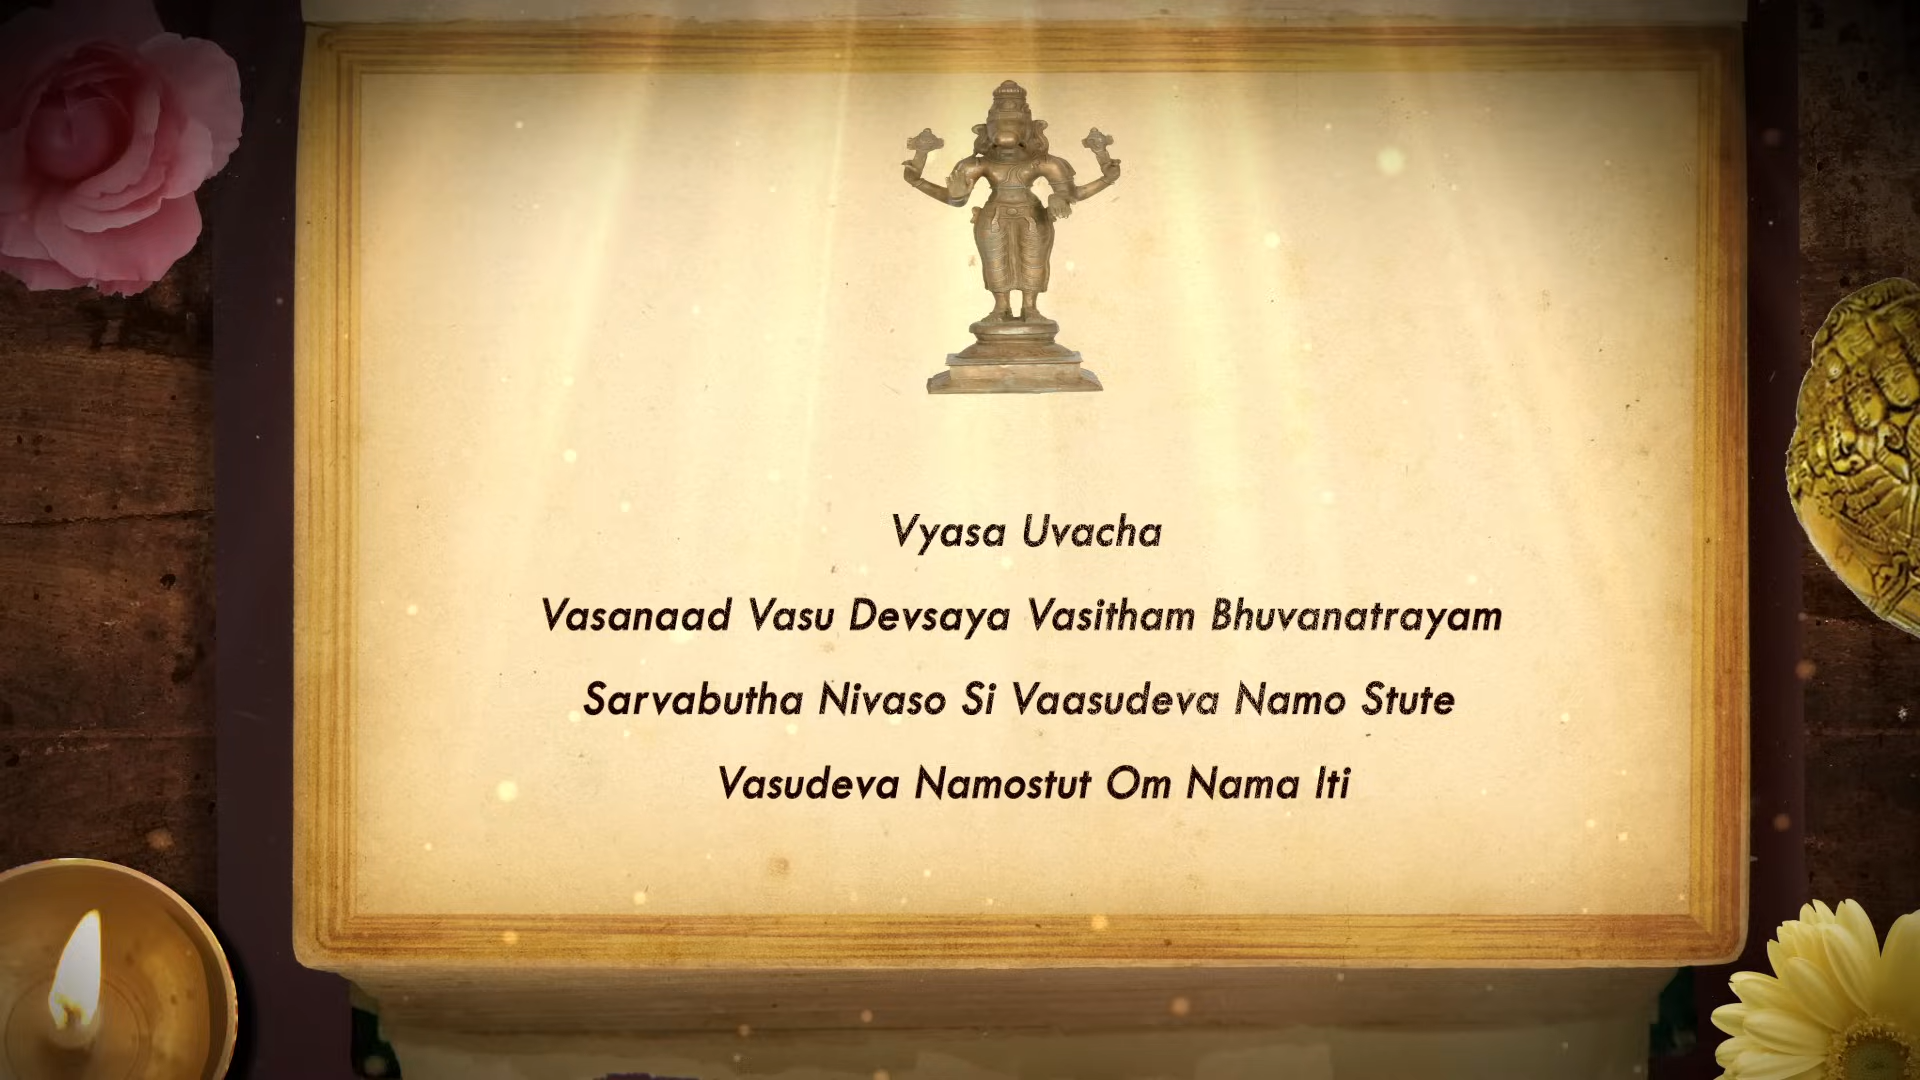 Vyasa Uvacha
Vasanaad Vasu Devsaya Vasitham Bhuvanatrayam
Sarvabutha Nivaso Si Vaasudeva Namo Stute
Vasudeva Namostut Om Nama Iti